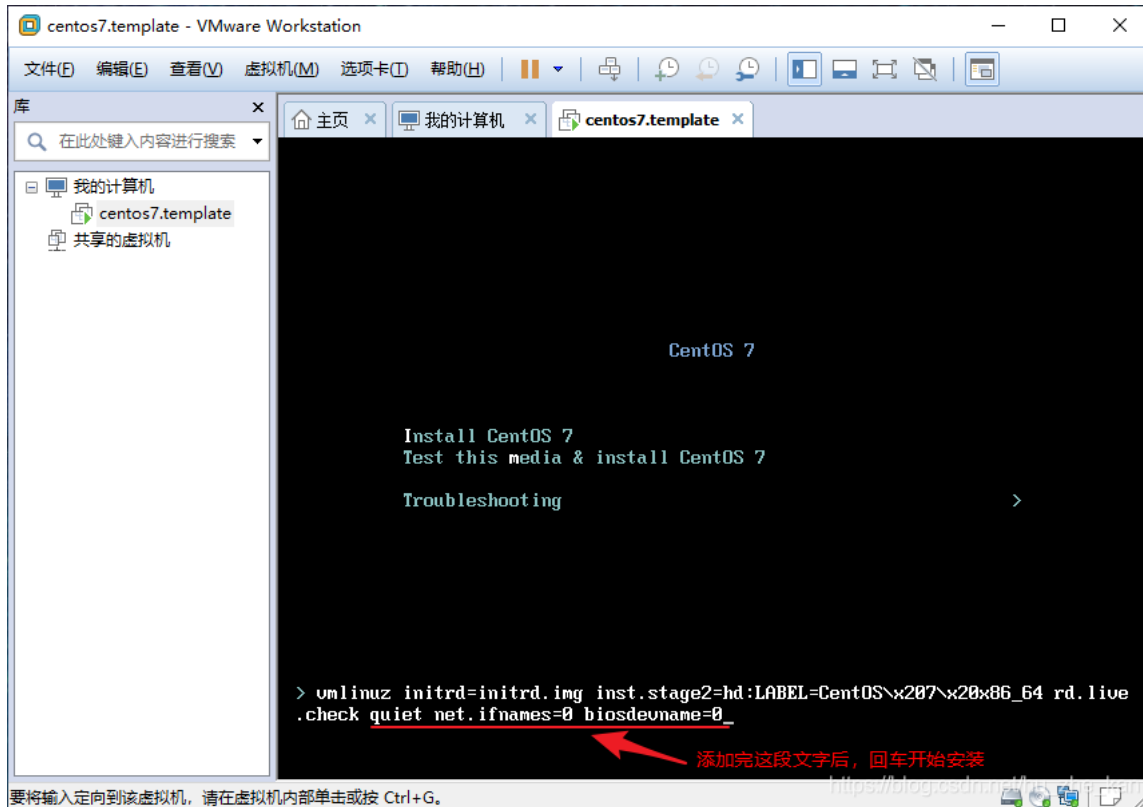 centos7.template - VMware Workstation
文件(F) 编辑(E) 查看(V) 虚拟机(M) 选项卡(T) 帮助(H)
库
主页 我的计算机 centos7.template
在此处键入内容进行搜索
我的计算机
centos7.template
共享的虚拟机
CentOS 7
Install CentOS 7
Test this media & install CentOS 7
Troubleshooting >
> vmlinuz initrd=initrd.img inst.stage2=hd:LABEL=CentOS\x207\x20x86_64 rd.live
.check quiet net.ifnames=0 biosdevname=0_
添加完这段文字后，回车开始安装
要将输入定向到该虚拟机，请在虚拟机内部单击或按 Ctrl+G。